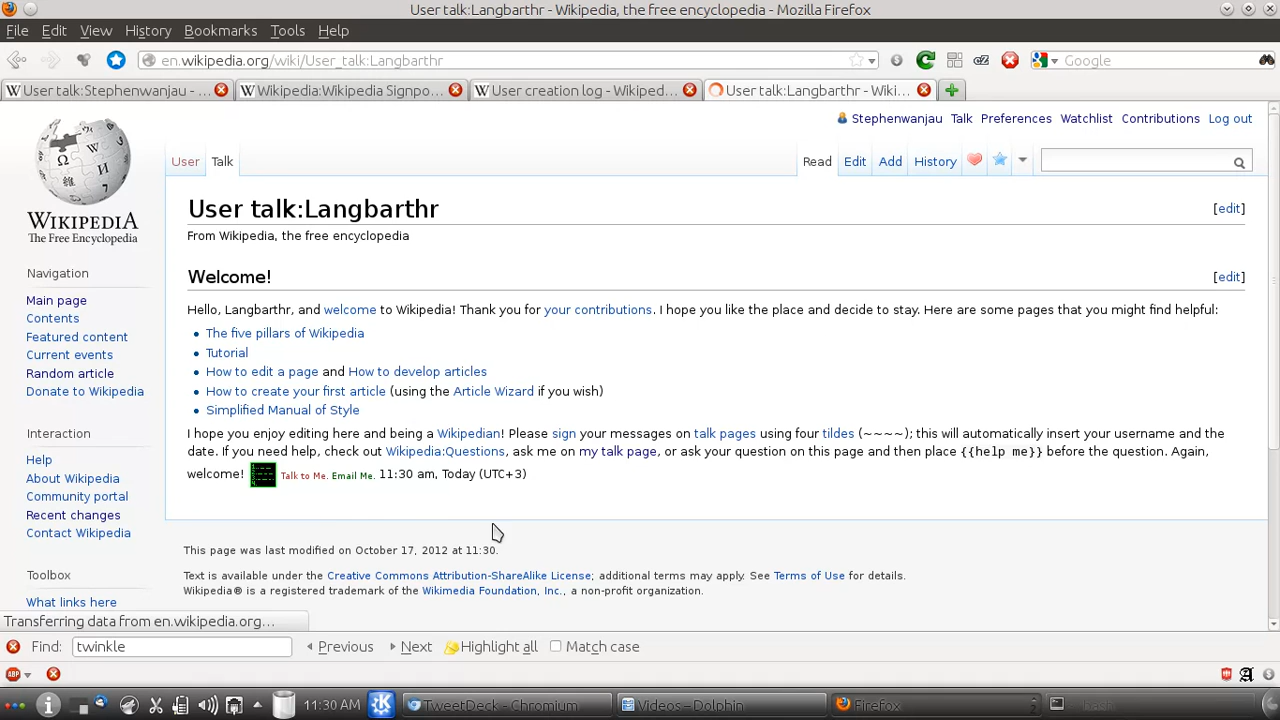 User talk:Langbarthr - Wikipedia, the free encyclopedia - Mozilla Firefox
File Edit View History Bookmarks Tools Help
en.wikipedia.org/wiki/User_talk:Langbarthr
Google
User talk:Stephenwanjau - ...
Wikipedia:Wikipedia Signpo...
User creation log - Wikiped...
User talk:Langbarthr - Wiki...
Stephenwanjau Talk Preferences Watchlist Contributions Log out
User Talk
Read Edit Add History
WIKIPEDIA
The Free Encyclopedia
Navigation
Main page
Contents
Featured content
Current events
Random article
Donate to Wikipedia
Interaction
Help
About Wikipedia
Community portal
Recent changes
Contact Wikipedia
Toolbox
What links here
User talk:Langbarthr [edit]
From Wikipedia, the free encyclopedia
Welcome! [edit]
Hello, Langbarthr, and welcome to Wikipedia! Thank you for your contributions. I hope you like the place and decide to stay. Here are some pages that you might find helpful:
The five pillars of Wikipedia
Tutorial
How to edit a page and How to develop articles
How to create your first article (using the Article Wizard if you wish)
Simplified Manual of Style
I hope you enjoy editing here and being a Wikipedian! Please sign your messages on talk pages using four tildes (~~~~); this will automatically insert your username and the
date. If you need help, check out Wikipedia:Questions, ask me on my talk page, or ask your question on this page and then place {{help me}} before the question. Again,
welcome! Talk to Me. Email Me. 11:30 am, Today (UTC+3)
This page was last modified on October 17, 2012 at 11:30.
Text is available under the Creative Commons Attribution-ShareAlike License; additional terms may apply. See Terms of Use for details.
Wikipedia® is a registered trademark of the Wikimedia Foundation, Inc., a non-profit organization.
Transferring data from en.wikipedia.org...
Find: twinkle Previous Next Highlight all Match case
ABP
11:30 AM
TweetDeck - Chromium
Videos – Dolphin
Firefox
2